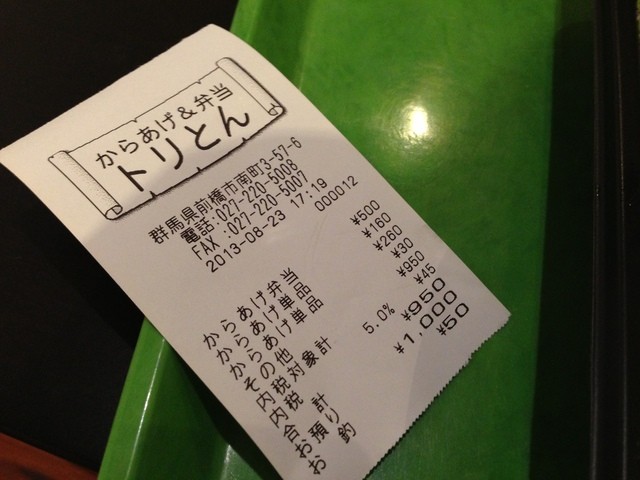 からあげ&弁当
トリとん
群馬県前橋市南町3-57-6
電話:027-220-5008
FAX :027-220-5007
2013-08-23 17:19
000012
からあげ弁当 ¥500
からあげ単品 ¥160
からあげ単品 ¥260
その他 ¥30
内税対象計 ¥950
内税 5.0% ¥45
合 計 ¥950
お預り ¥1,000
お 釣 ¥50